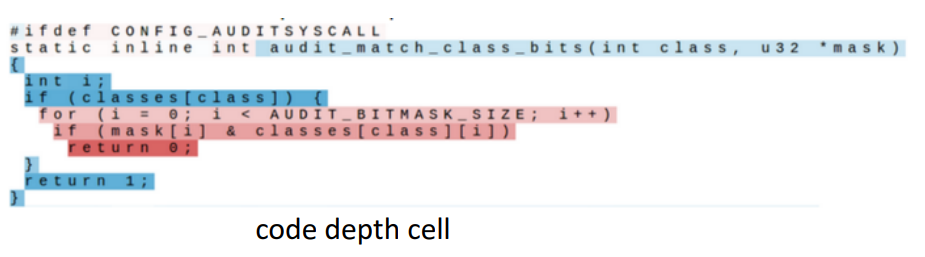 #ifdef CONFIG_AUDITSYSCALL
static inline int audit_match_class_bits(int class, u32 *mask)
{
int i;
if (classes[class]) {
for (i = 0; i < AUDIT_BITMASK_SIZE; i++)
if (mask[i] & classes[class][i])
return 0;
}
return 1;
}
code depth cell